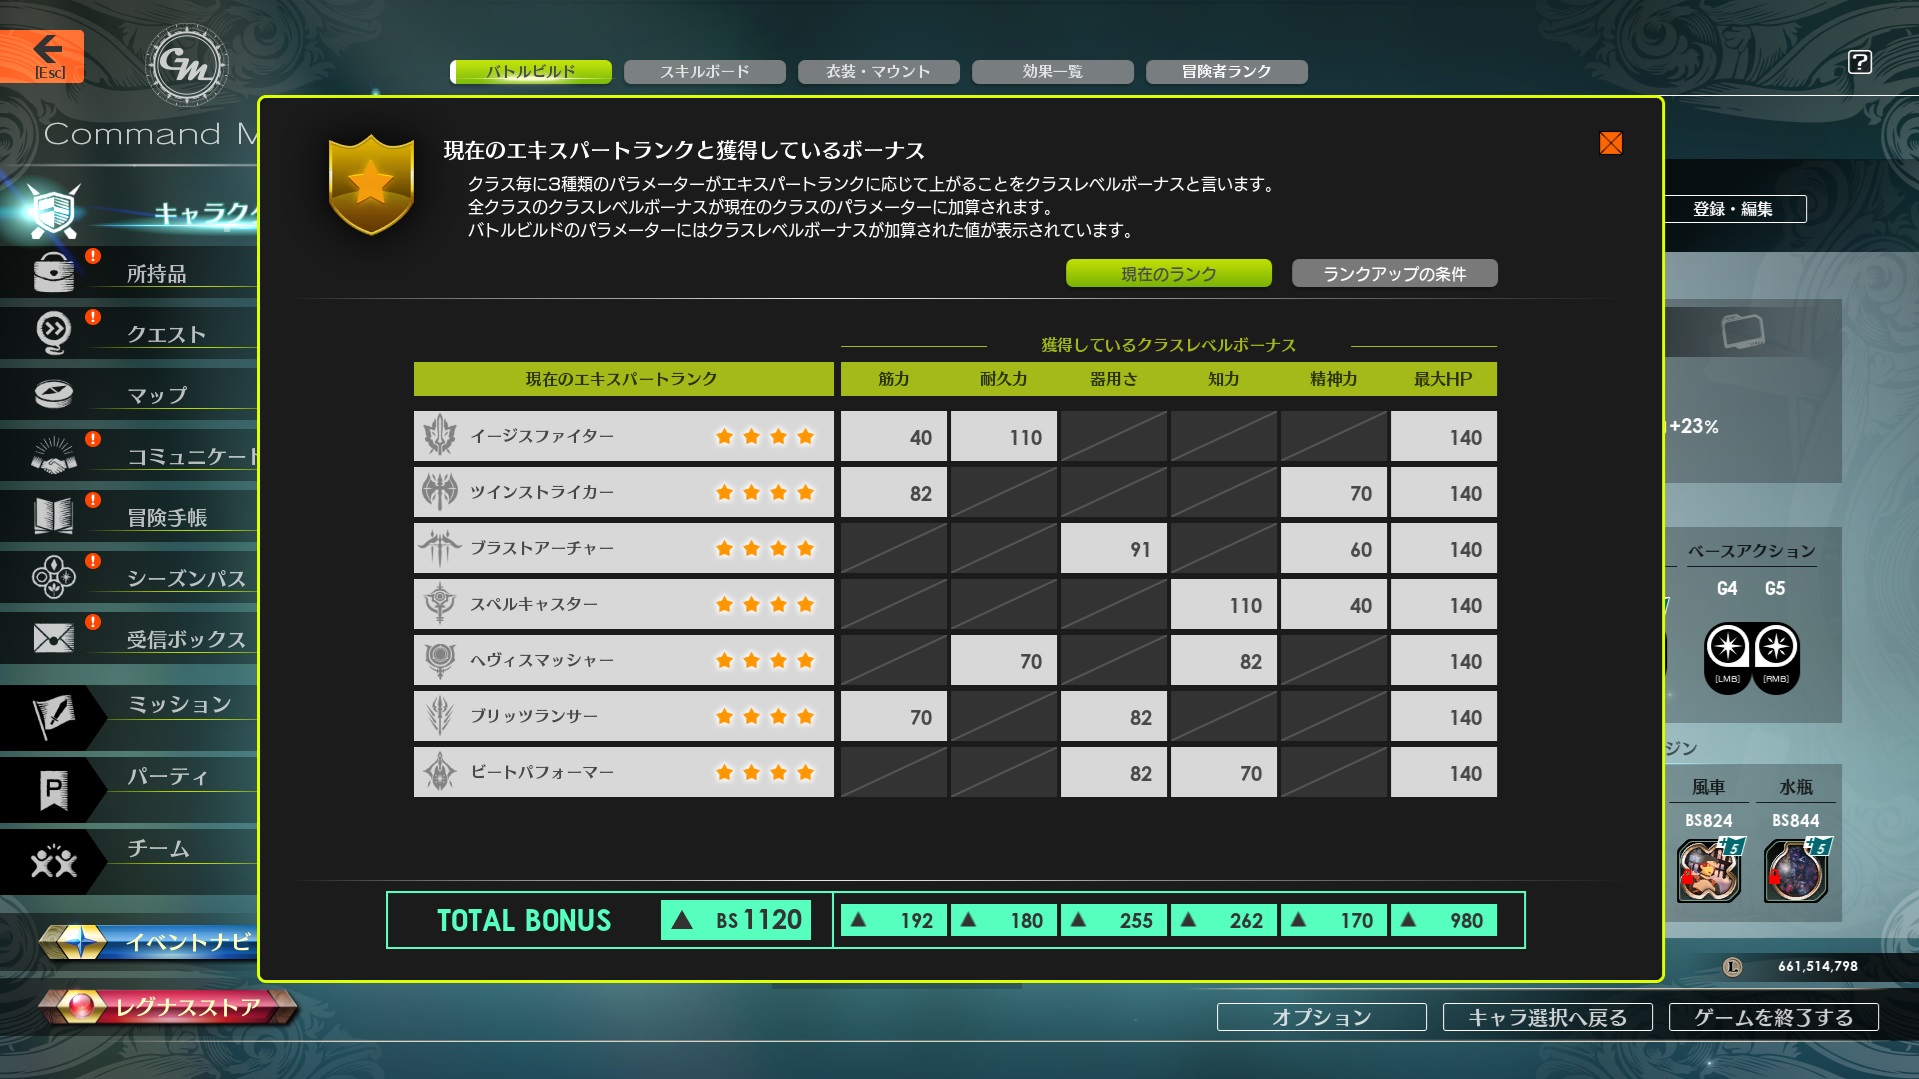 [Esc]
GM
バトルビルド
スキルボード
衣装・マウント
効果一覧
冒険者ランク
?
Command M
現在のエキスパートランクと獲得しているボーナス
クラス毎に3種類のパラメーターがエキスパートランクに応じて上がることをクラスレベルボーナスと言います。
全クラスのクラスレベルボーナスが現在のクラスのパラメーターに加算されます。
バトルビルドのパラメーターにはクラスレベルボーナスが加算された値が表示されています。
現在のランク
ランクアップの条件
獲得しているクラスレベルボーナス
現在のエキスパートランク 筋力 耐久力 器用さ 知力 精神力 最大HP
イージスファイター 40 110 140
ツインストライカー 82 70 140
ブラストアーチャー 91 60 140
スペルキャスター 110 40 140
ヘヴィスマッシャー 70 82 140
ブリッツランサー 70 82 140
ビートパフォーマー 82 70 140
TOTAL BONUS ▲ BS 1120 ▲ 192 ▲ 180 ▲ 255 ▲ 262 ▲ 170 ▲ 980
キャラク
所持品
クエスト
マップ
コミュニケート
冒険手帳
シーズンパス
受信ボックス
ミッション
P
パーティ
チーム
イベントナビ
レグナスストア
登録・編集
+23%
ベースアクション
G4 G5
[LMB] [RMB]
ジン
風車 水瓶
BS824 BS844
+5 +5
L 661,514,798
オプション
キャラ選択へ戻る
ゲームを終了する